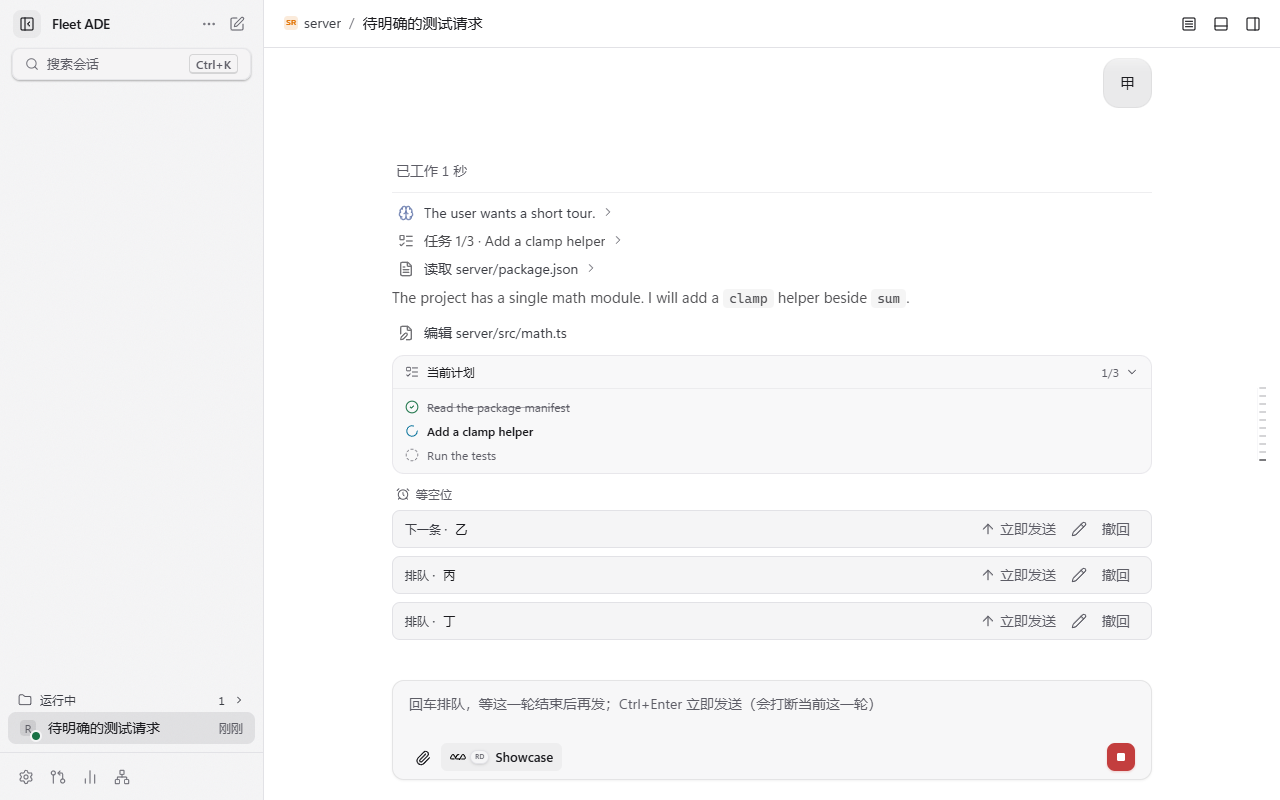 Fleet ADE
搜索会话 Ctrl+K
SR server / 待明确的测试请求
甲
已工作 1 秒
The user wants a short tour.
任务 1/3 · Add a clamp helper
读取 server/package.json
The project has a single math module. I will add a clamp helper beside sum.
编辑 server/src/math.ts
当前计划 1/3
Read the package manifest
Add a clamp helper
Run the tests
等空位
下一条 · 乙 立即发送 撤回
排队 · 丙 立即发送 撤回
排队 · 丁 立即发送 撤回
运行中 1
R 待明确的测试请求 刚刚
回车排队，等这一轮结束后再发；Ctrl+Enter 立即发送（会打断当前这一轮）
RD Showcase